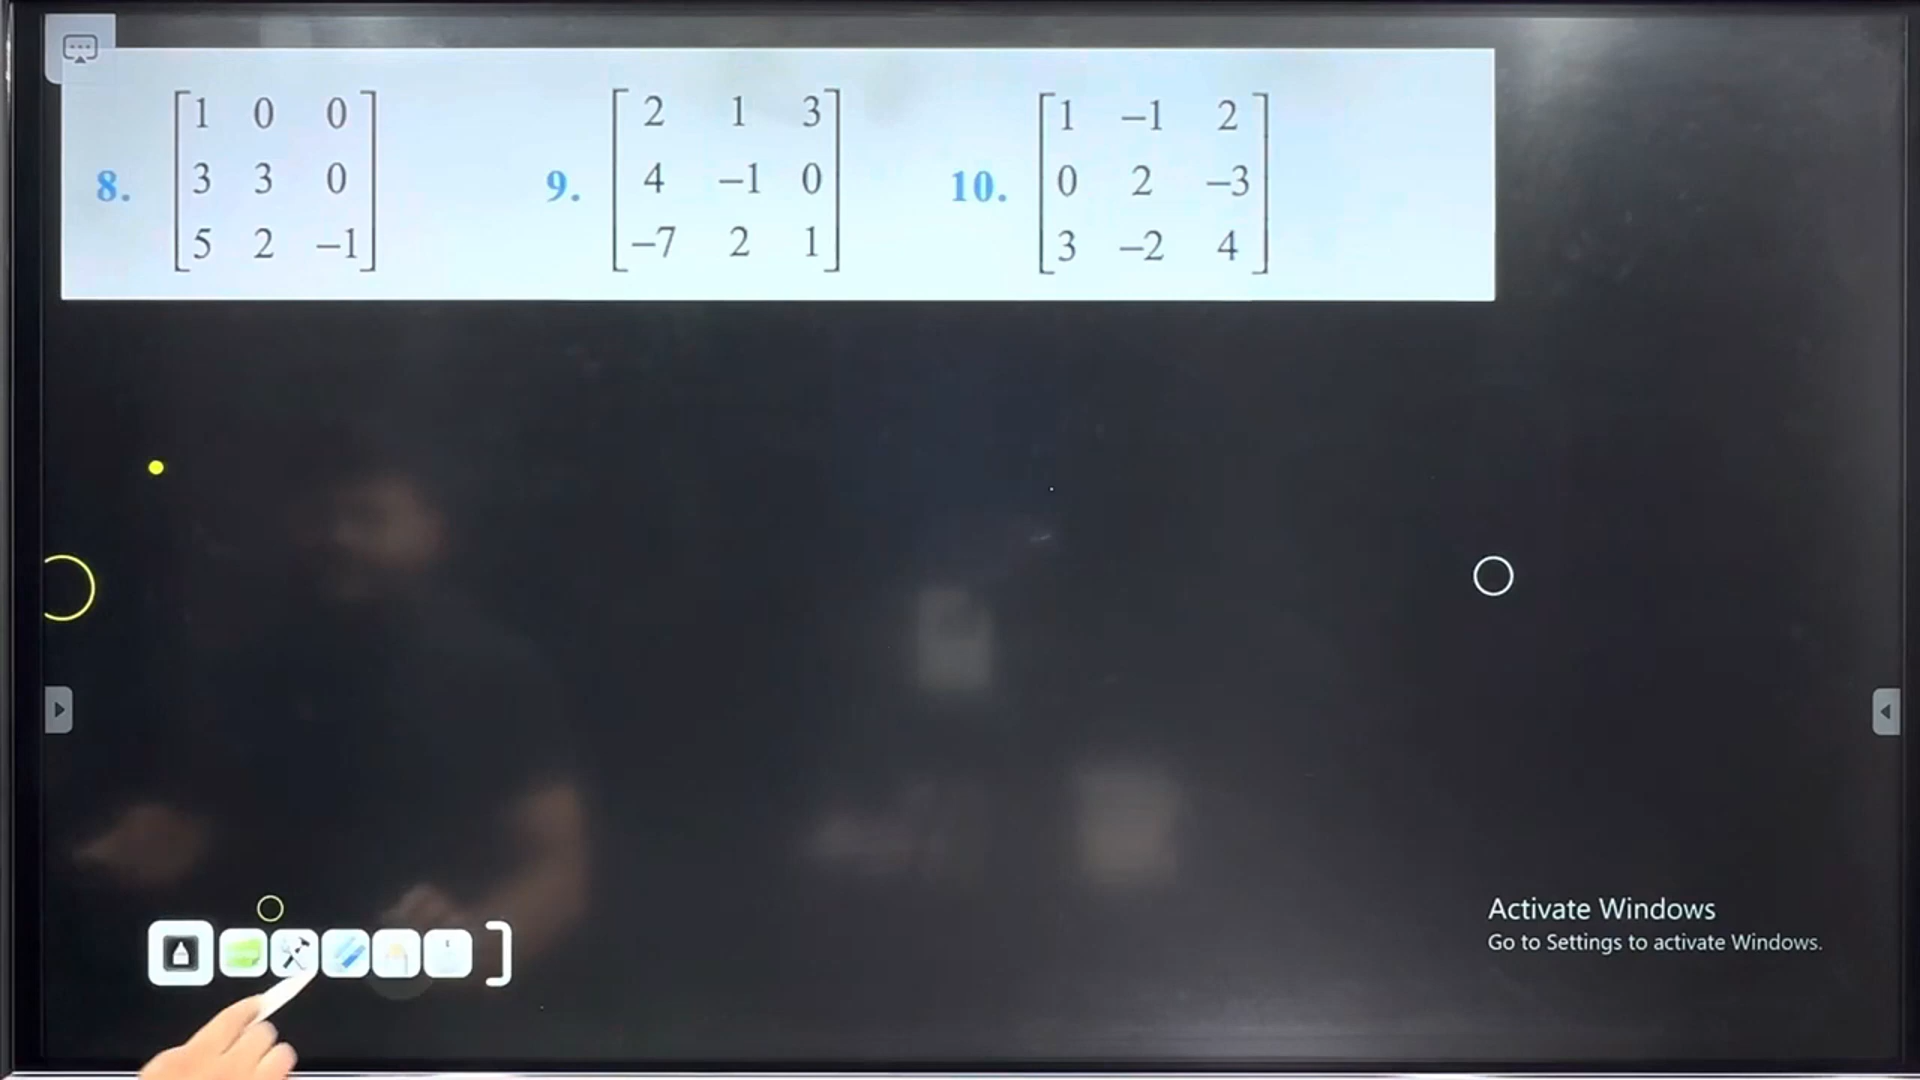 8. [1 0 0
3 3 0
5 2 –1]
9. [2 1 3
4 –1 0
–7 2 1]
10. [1 –1 2
0 2 –3
3 –2 4]
Activate Windows
Go to Settings to activate Windows.